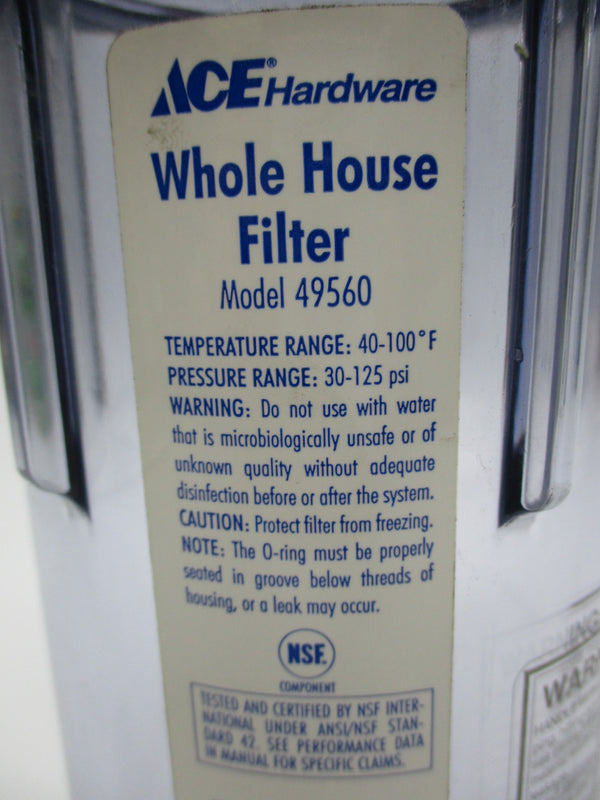 ACE® Hardware
Whole House
Filter
Model 49560
TEMPERATURE RANGE: 40-100°F
PRESSURE RANGE: 30-125 psi
WARNING: Do not use with water
that is microbiologically unsafe or of
unknown quality without adequate
disinfection before or after the system.
CAUTION: Protect filter from freezing.
NOTE: The O-ring must be properly
seated in groove below threads of
housing, or a leak may occur.
NSF.
COMPONENT
TESTED AND CERTIFIED BY NSF INTER-
NATIONAL UNDER ANSI/NSF STAN-
DARD 42. SEE PERFORMANCE DATA
IN MANUAL FOR SPECIFIC CLAIMS.